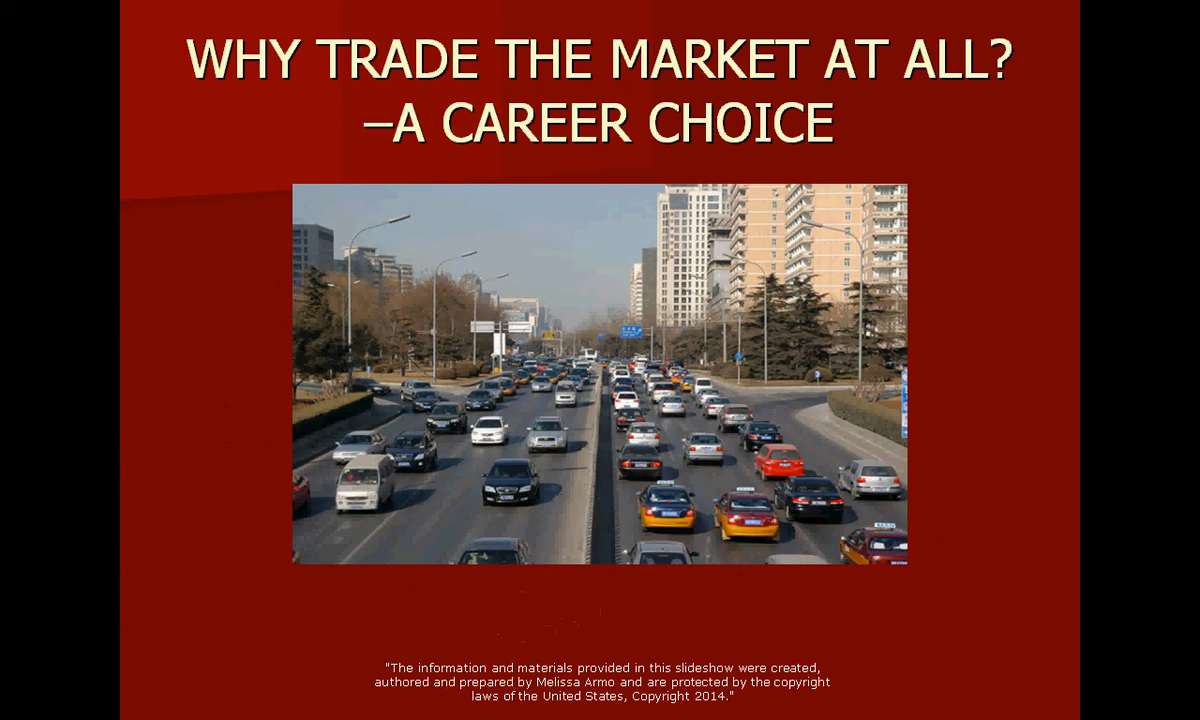 WHY TRADE THE MARKET AT ALL?
–A CAREER CHOICE
"The information and materials provided in this slideshow were created,
authored and prepared by Melissa Armo and are protected by the copyright
laws of the United States, Copyright 2014."